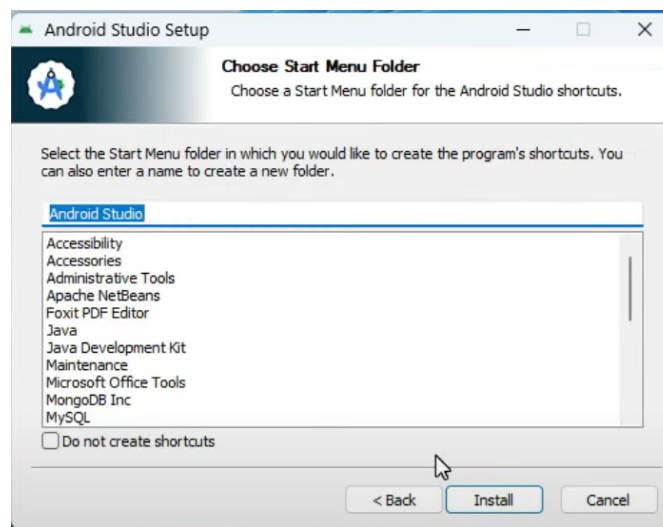 Android Studio Setup
Choose Start Menu Folder
Choose a Start Menu folder for the Android Studio shortcuts.
Select the Start Menu folder in which you would like to create the program's shortcuts. You
can also enter a name to create a new folder.
Android Studio
Accessibility
Accessories
Administrative Tools
Apache NetBeans
Foxit PDF Editor
Java
Java Development Kit
Maintenance
Microsoft Office Tools
MongoDB Inc
MySQL
Do not create shortcuts
< Back Install Cancel